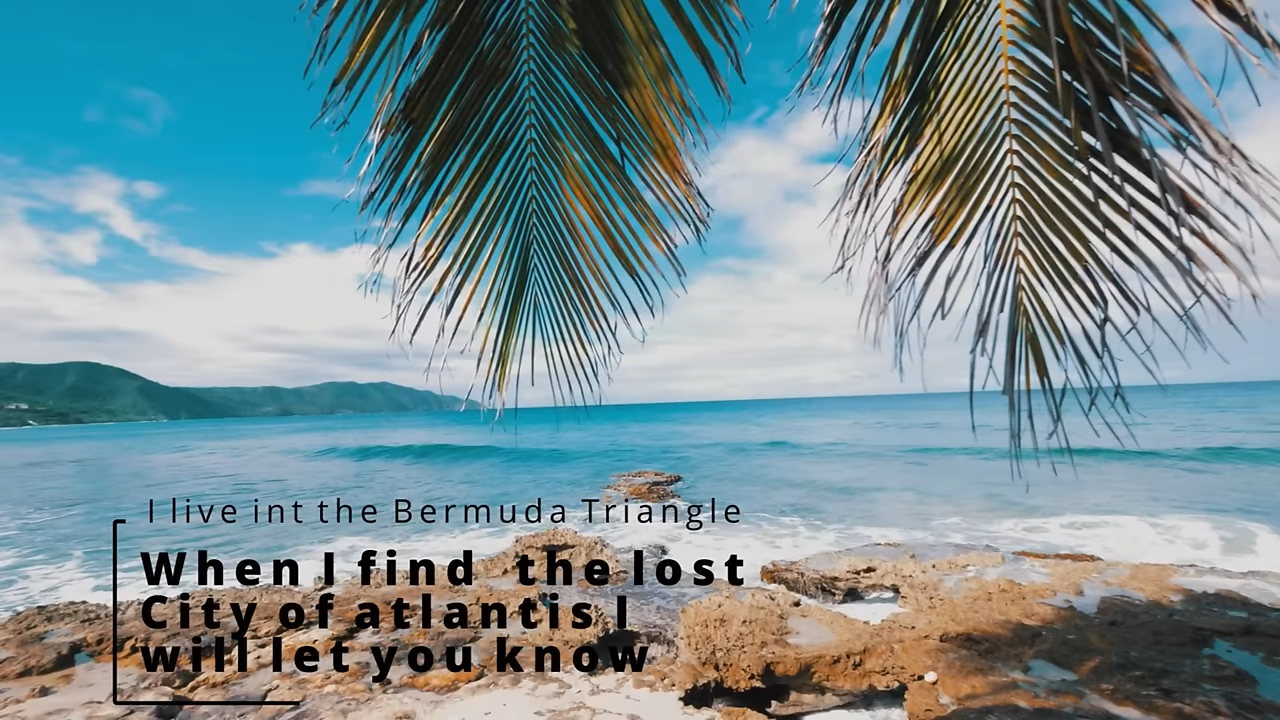 I live int the Bermuda Triangle
When I find the lost
City of atlantis I
will let you know